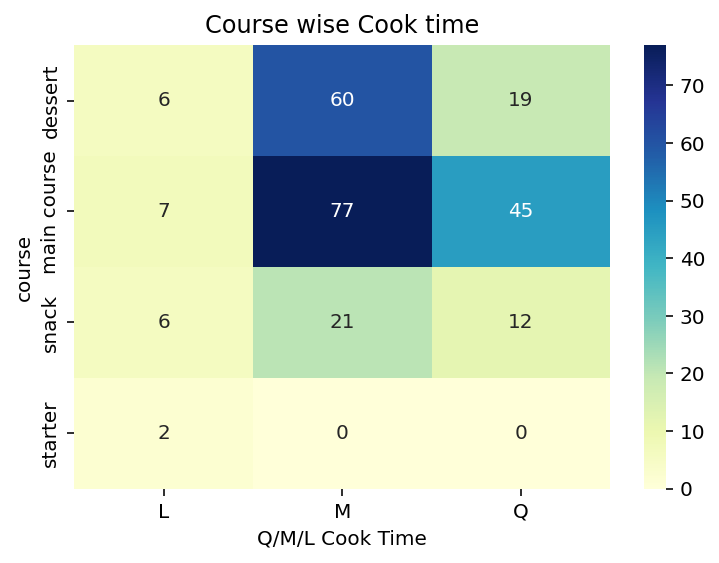 Course wise Cook time
course
dessert
6 60 19
main course
7 77 45
snack
6 21 12
starter
2 0 0
L M Q
Q/M/L Cook Time
70
60
50
40
30
20
10
0